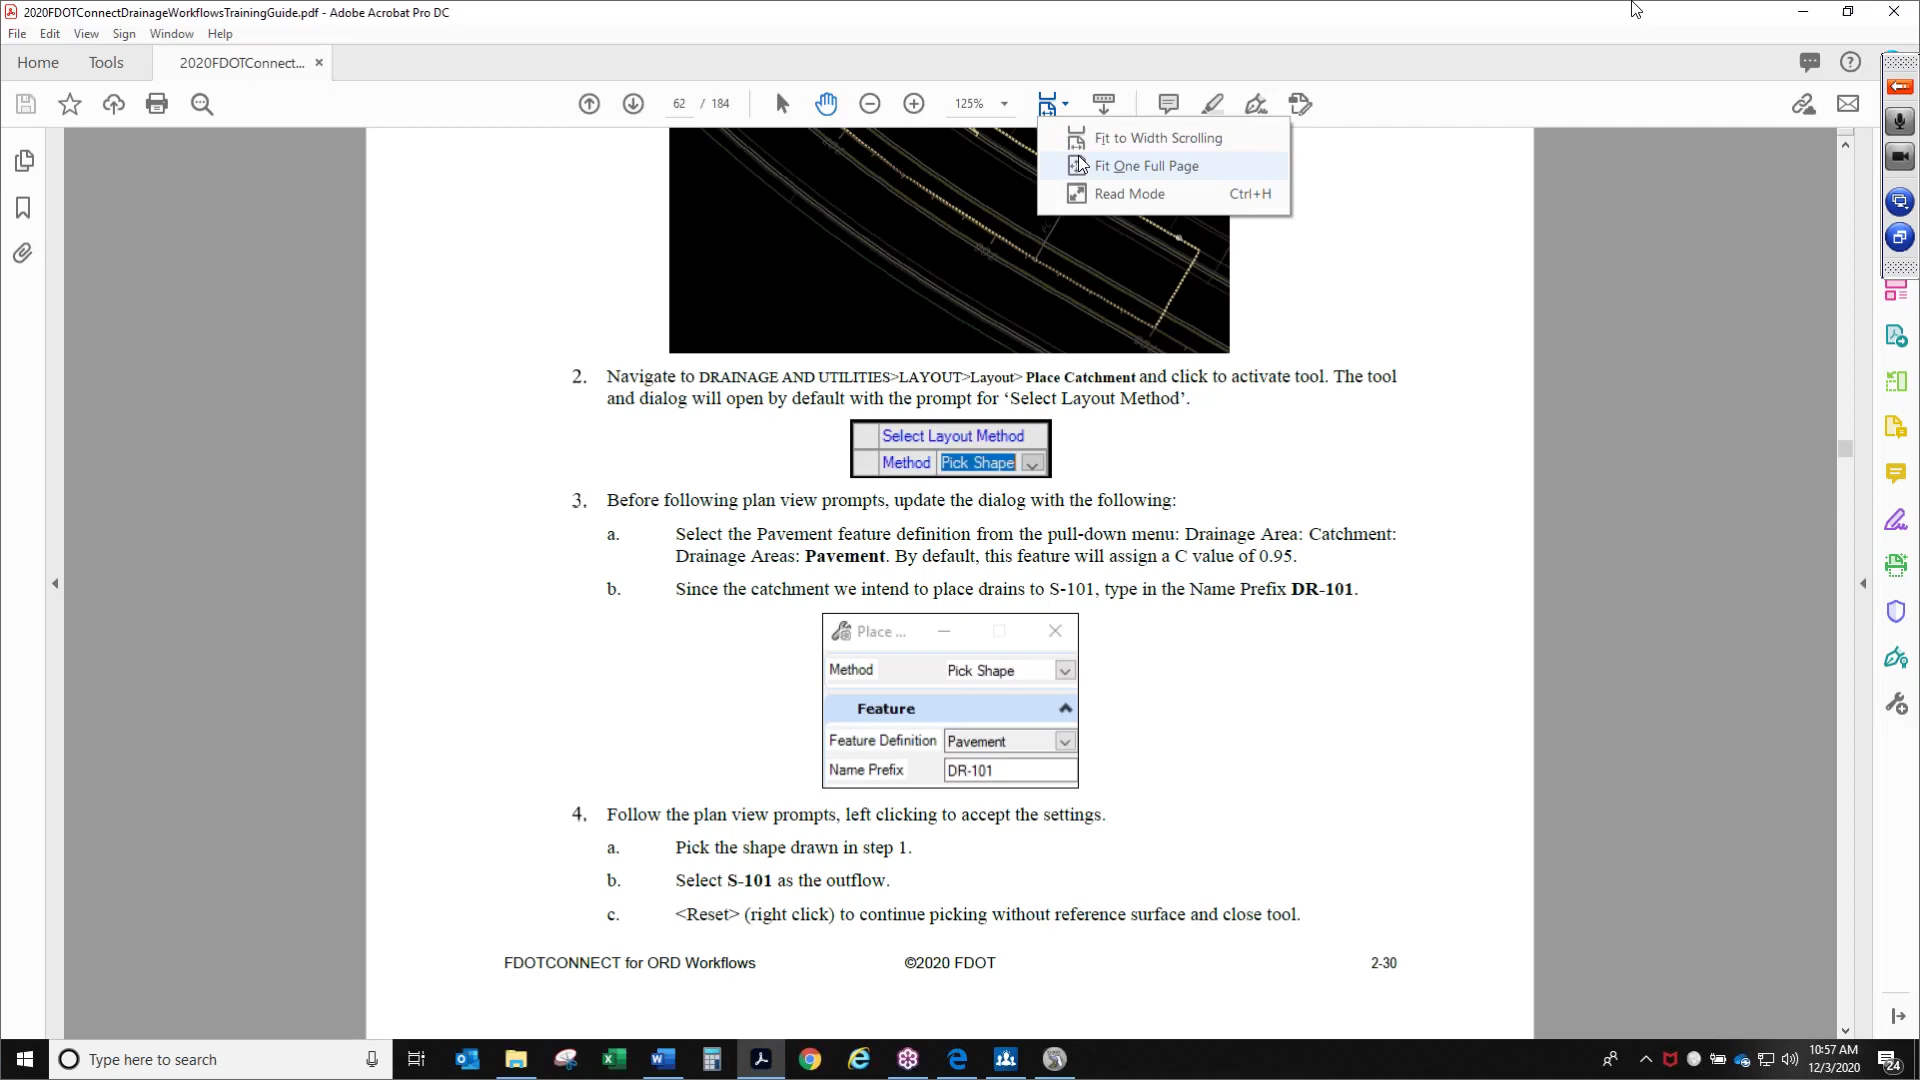 2020FDOTConnectDrainageWorkflowsTrainingGuide.pdf - Adobe Acrobat Pro DC
File Edit View Sign Window Help
Home Tools 2020FDOTConnect... ×
62 / 184 125%
Fit to Width Scrolling
Fit One Full Page
Read Mode Ctrl+H
2. Navigate to DRAINAGE AND UTILITIES>LAYOUT>Layout> Place Catchment and click to activate tool. The tool
and dialog will open by default with the prompt for ‘Select Layout Method’.
Select Layout Method
Method Pick Shape
3. Before following plan view prompts, update the dialog with the following:
a. Select the Pavement feature definition from the pull-down menu: Drainage Area: Catchment:
Drainage Areas: Pavement. By default, this feature will assign a C value of 0.95.
b. Since the catchment we intend to place drains to S-101, type in the Name Prefix DR-101.
Place ...
Method Pick Shape
Feature
Feature Definition Pavement
Name Prefix DR-101
4. Follow the plan view prompts, left clicking to accept the settings.
a. Pick the shape drawn in step 1.
b. Select S-101 as the outflow.
c. <Reset> (right click) to continue picking without reference surface and close tool.
FDOTCONNECT for ORD Workflows ©2020 FDOT 2-30
Type here to search
10:57 AM
12/3/2020
24